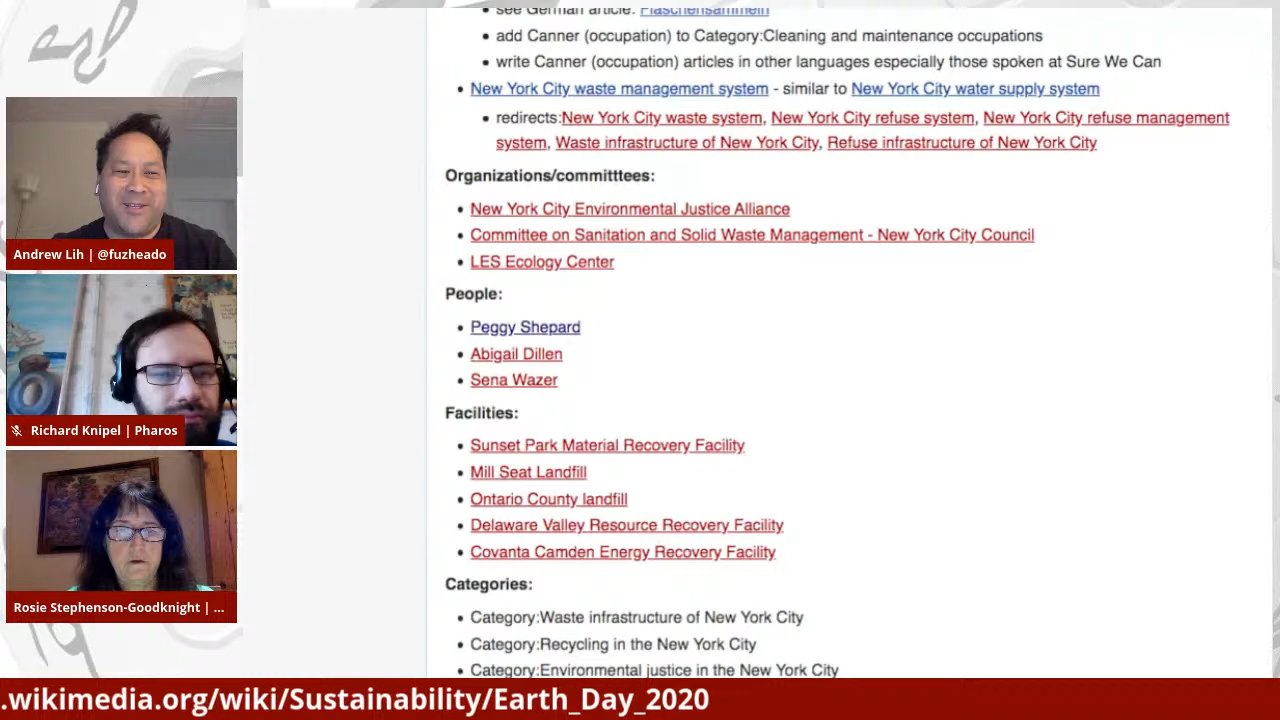 see German article: Flaschensammeln
add Canner (occupation) to Category:Cleaning and maintenance occupations
write Canner (occupation) articles in other languages especially those spoken at Sure We Can
New York City waste management system - similar to New York City water supply system
redirects:New York City waste system, New York City refuse system, New York City refuse management
system, Waste infrastructure of New York City, Refuse infrastructure of New York City
Organizations/committtees:
New York City Environmental Justice Alliance
Committee on Sanitation and Solid Waste Management - New York City Council
LES Ecology Center
People:
Peggy Shepard
Abigail Dillen
Sena Wazer
Facilities:
Sunset Park Material Recovery Facility
Mill Seat Landfill
Ontario County landfill
Delaware Valley Resource Recovery Facility
Covanta Camden Energy Recovery Facility
Categories:
Category:Waste infrastructure of New York City
Category:Recycling in the New York City
Category:Environmental justice in the New York City
Andrew Lih | @fuzheado
Richard Knipel | Pharos
Rosie Stephenson-Goodknight | ...
.wikimedia.org/wiki/Sustainability/Earth_Day_2020